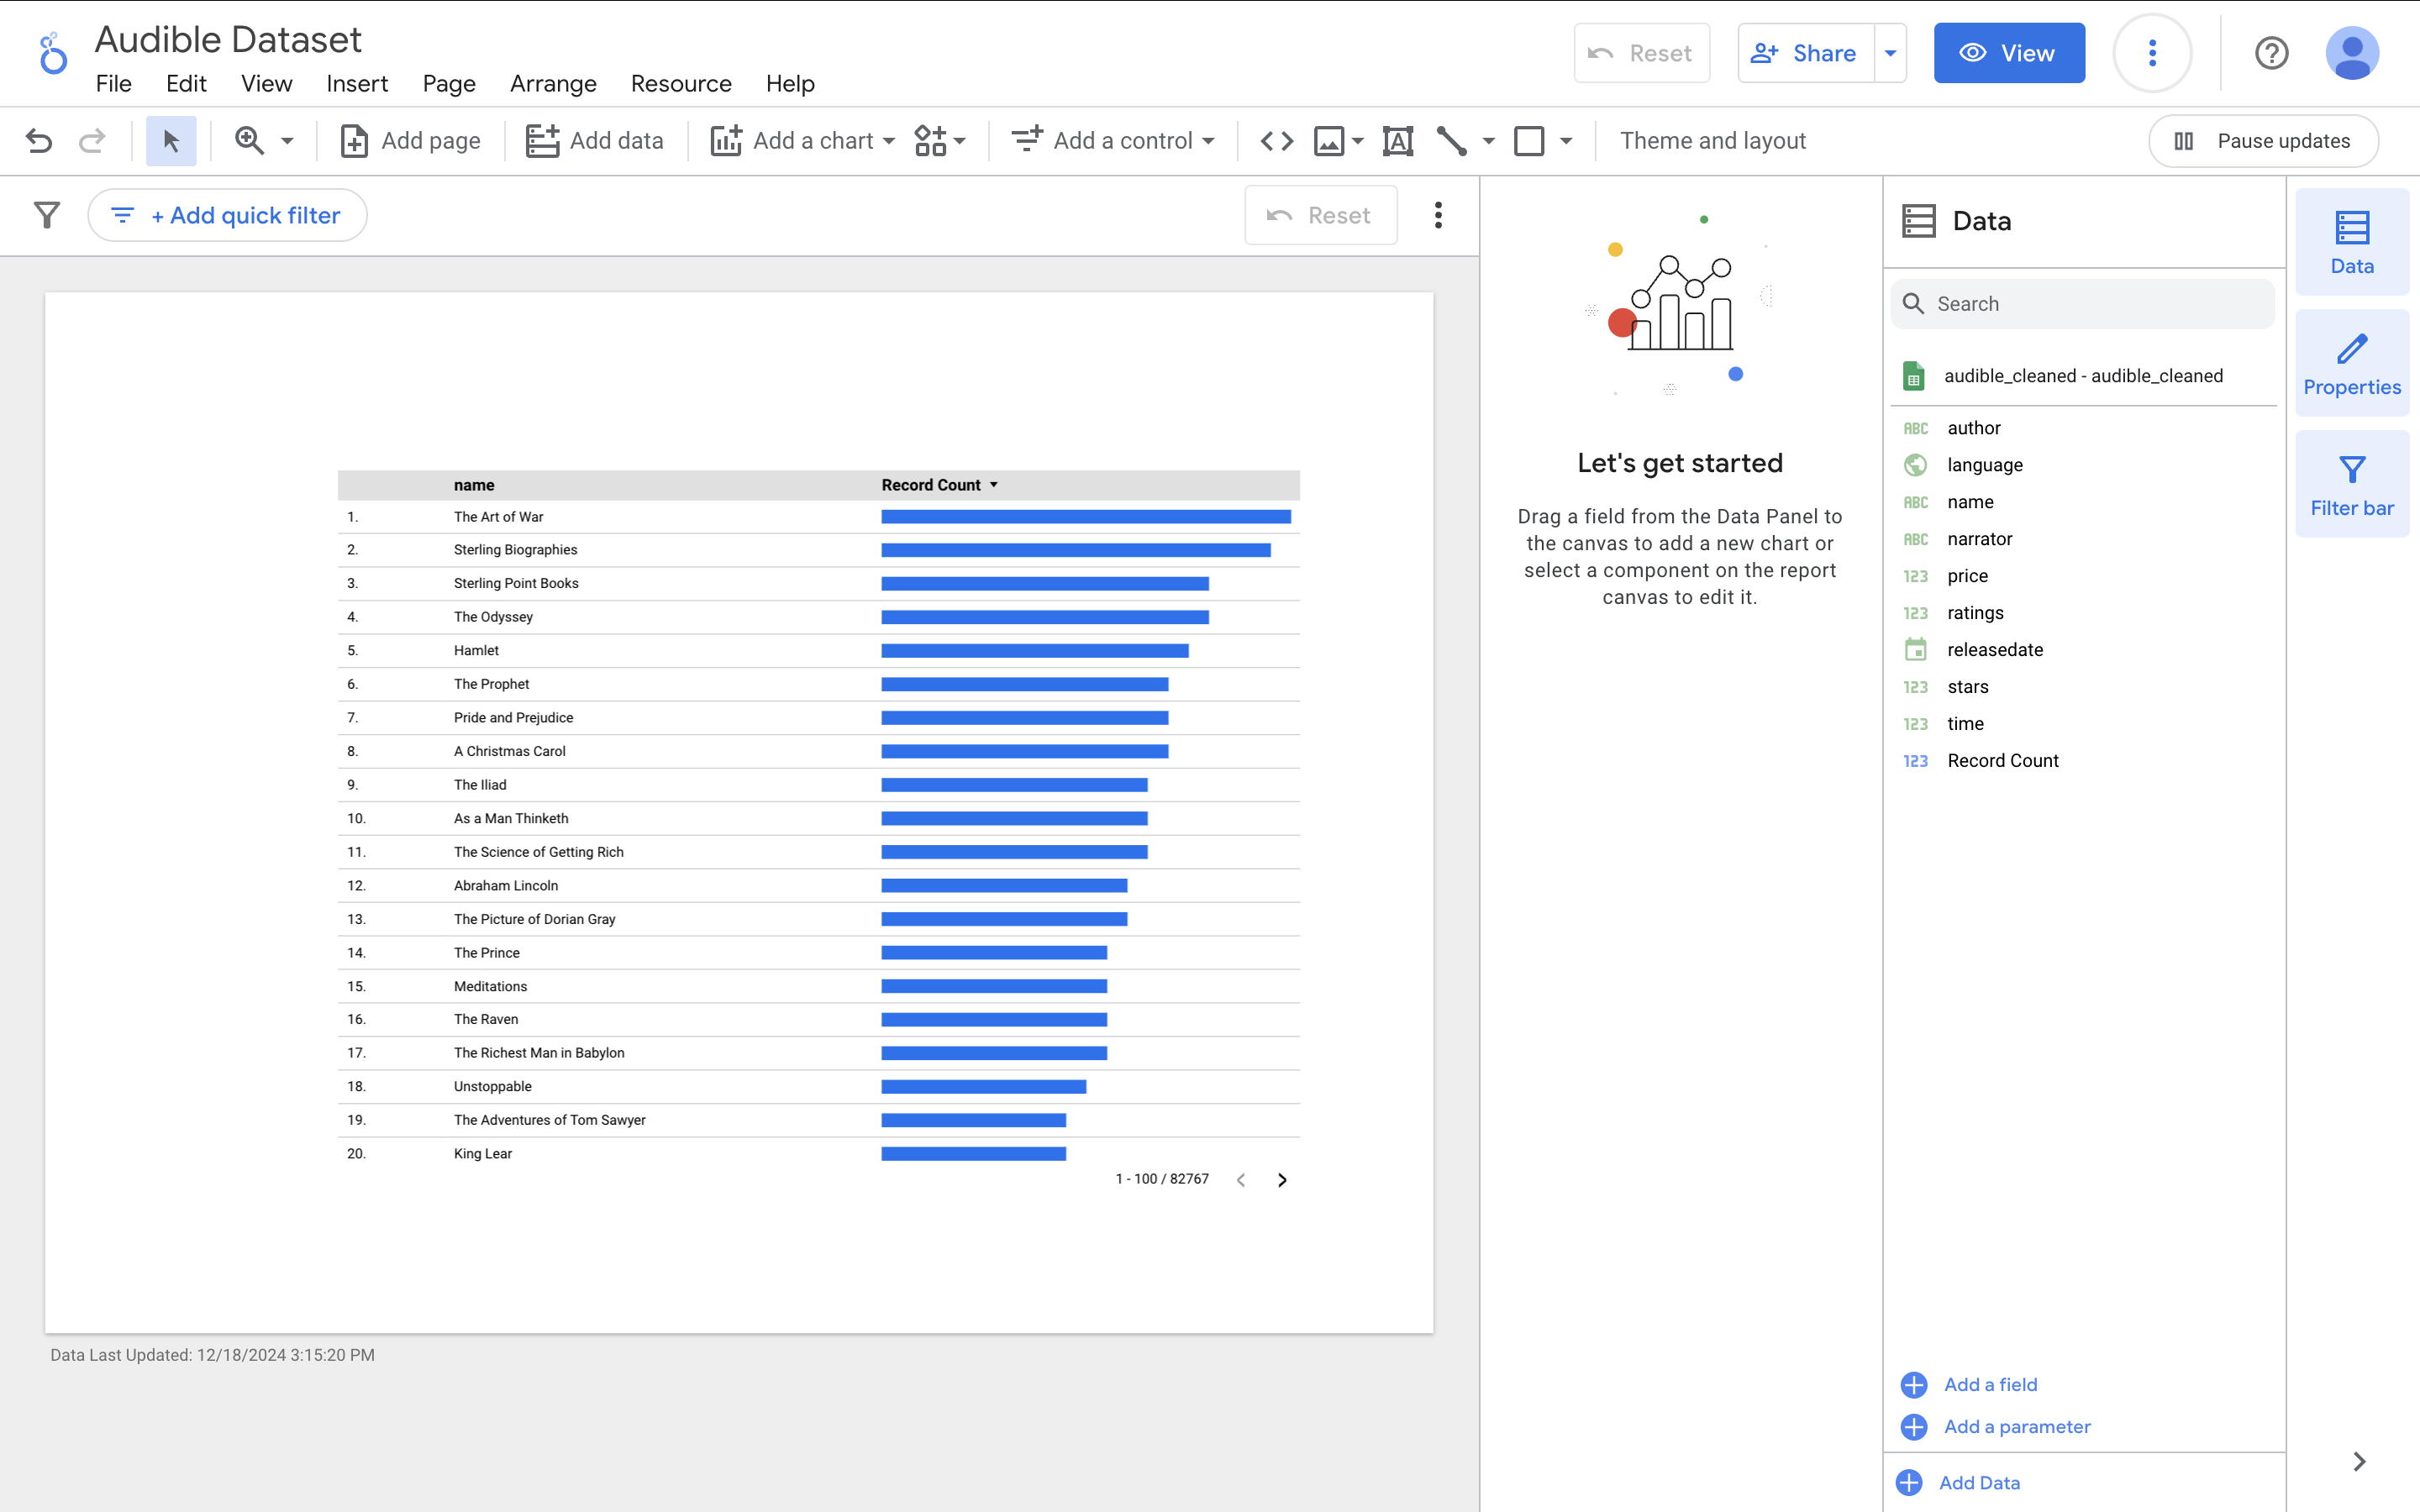 Audible Dataset
File Edit View Insert Page Arrange Resource Help
Reset
Share
View
Add page
Add data
Add a chart
Add a control
Theme and layout
Pause updates
+ Add quick filter
Reset
name Record Count
1. The Art of War
2. Sterling Biographies
3. Sterling Point Books
4. The Odyssey
5. Hamlet
6. The Prophet
7. Pride and Prejudice
8. A Christmas Carol
9. The Iliad
10. As a Man Thinketh
11. The Science of Getting Rich
12. Abraham Lincoln
13. The Picture of Dorian Gray
14. The Prince
15. Meditations
16. The Raven
17. The Richest Man in Babylon
18. Unstoppable
19. The Adventures of Tom Sawyer
20. King Lear
1 - 100 / 82767
Data Last Updated: 12/18/2024 3:15:20 PM
Let's get started
Drag a field from the Data Panel to
the canvas to add a new chart or
select a component on the report
canvas to edit it.
Data
Search
audible_cleaned - audible_cleaned
ABC author
language
ABC name
ABC narrator
123 price
123 ratings
releasedate
123 stars
123 time
123 Record Count
Add a field
Add a parameter
Add Data
Data
Properties
Filter bar